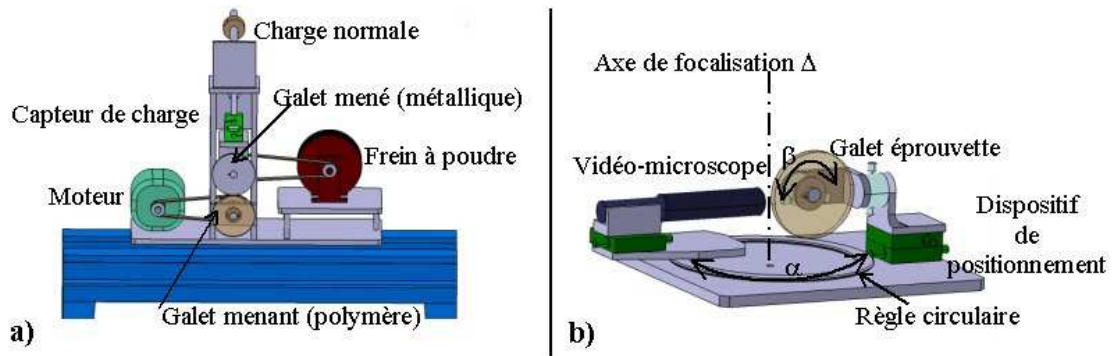 Charge normale
Galet mené (métallique)
Capteur de charge
Frein à poudre
Moteur
Galet menant (polymère)
a)
Axe de focalisation Δ
β
Galet éprouvette
Vidéo-microscope
Dispositif
de
positionnement
α
Règle circulaire
b)